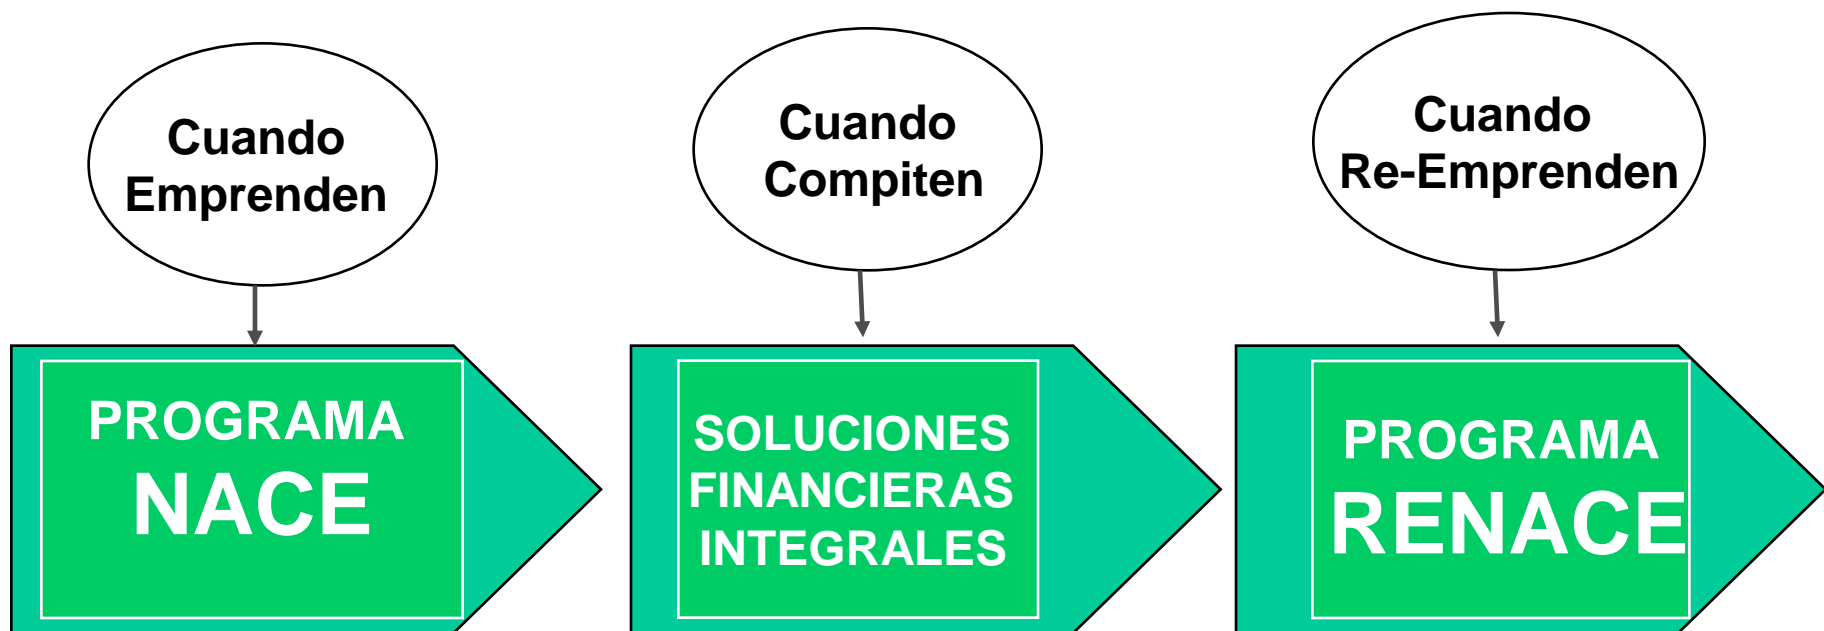 Cuando
Emprenden
Cuando
Compiten
Cuando
Re-Emprenden
PROGRAMA
NACE
SOLUCIONES
FINANCIERAS
INTEGRALES
PROGRAMA
RENACE